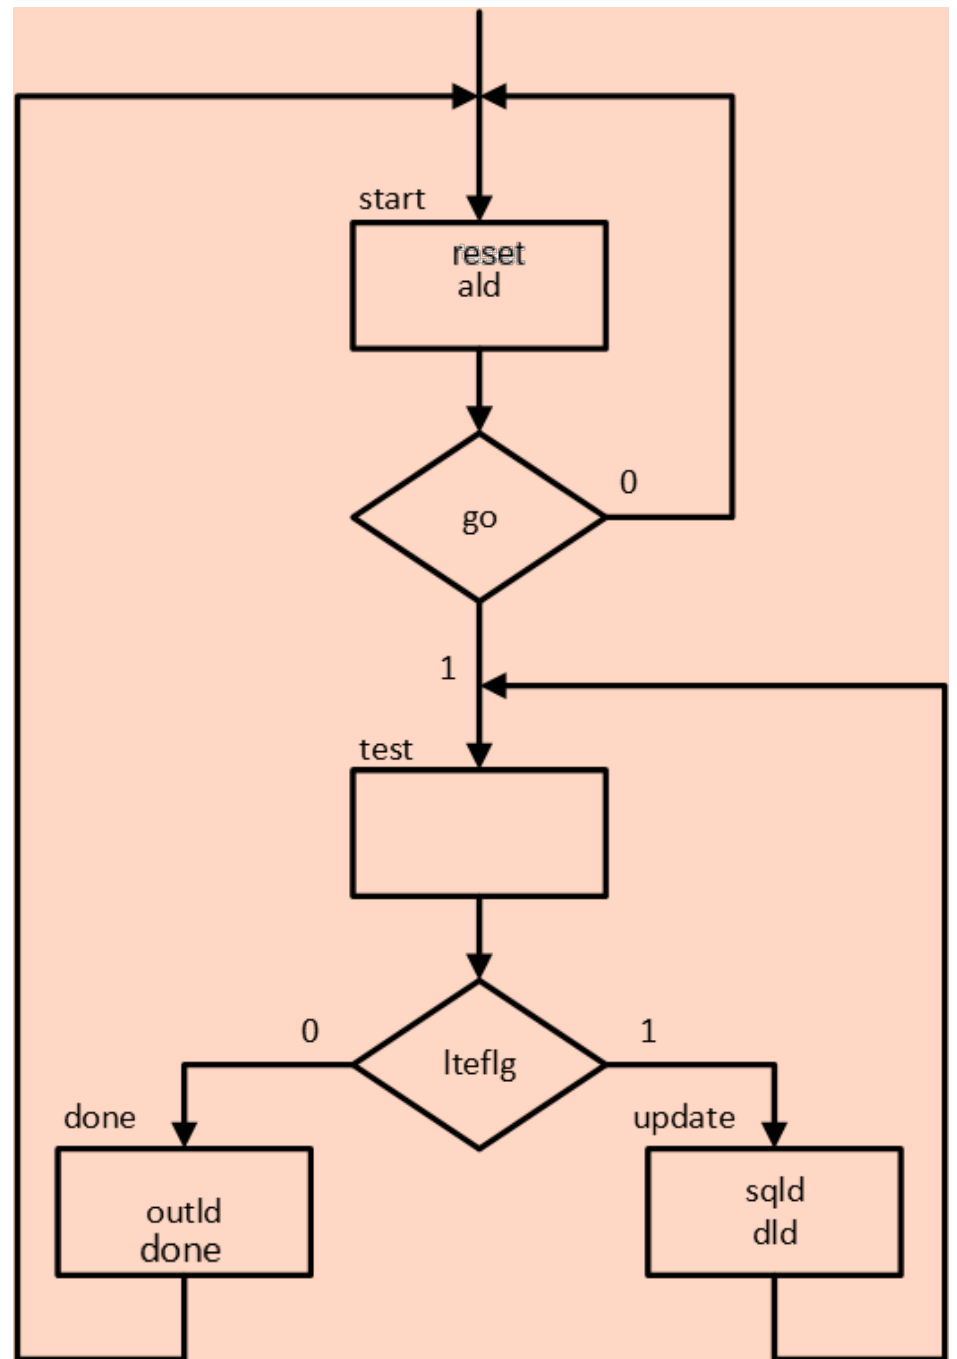 start
reset
ald
go
0
1
test
lteflg
0
1
done
outld
done
update
sqld
dld